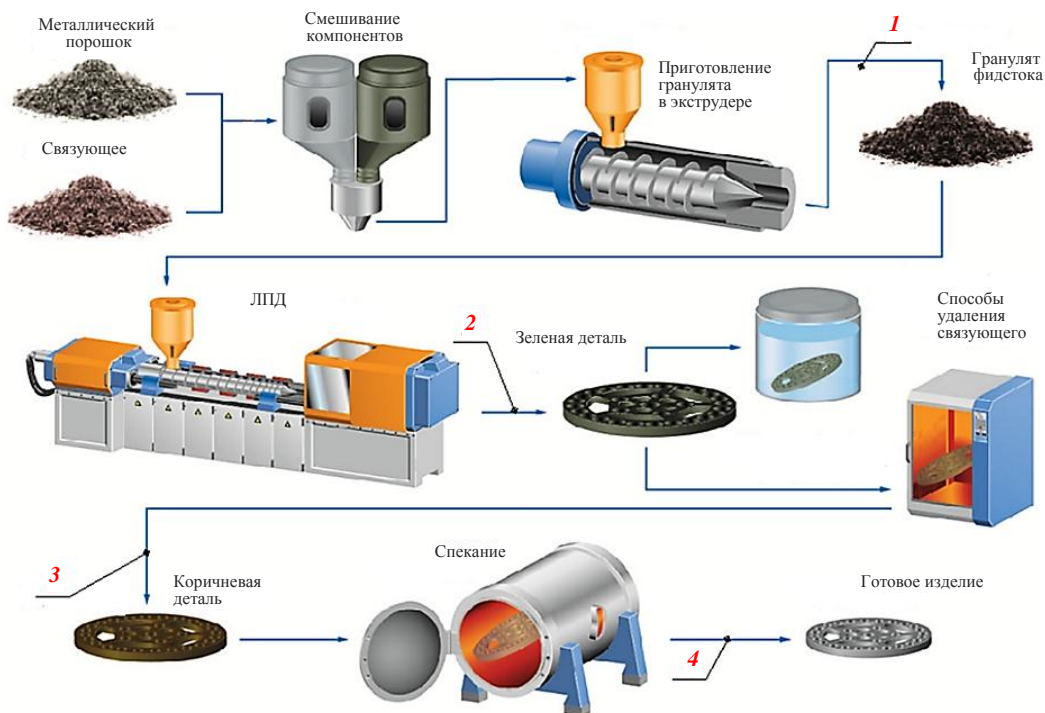 Металлический
порошок
Смешивание
компонентов
1
Приготовление
гранулята
в экструдере
Гранулят
фидстока
Связующее
ЛПД
2
Зеленая деталь
Способы
удаления
связующего
3
Коричневая
деталь
Спекание
4
Готовое изделие